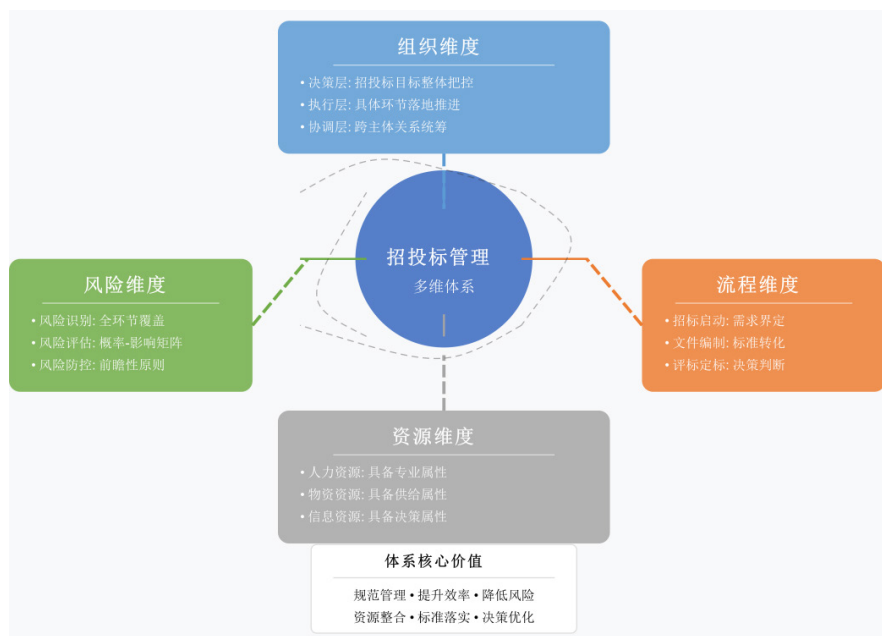 组织维度
• 决策层: 招投标目标整体把控
• 执行层: 具体环节落地推进
• 协调层: 跨主体关系统筹
招投标管理
多维体系
风险维度
• 风险识别: 全环节覆盖
• 风险评估: 概率-影响矩阵
• 风险防控: 前瞻性原则
流程维度
• 招标启动: 需求界定
• 文件编制: 标准转化
• 评标定标: 决策判断
资源维度
• 人力资源: 具备专业属性
• 物资资源: 具备供给属性
• 信息资源: 具备决策属性
体系核心价值
规范管理 • 提升效率 • 降低风险
资源整合 • 标准落实 • 决策优化